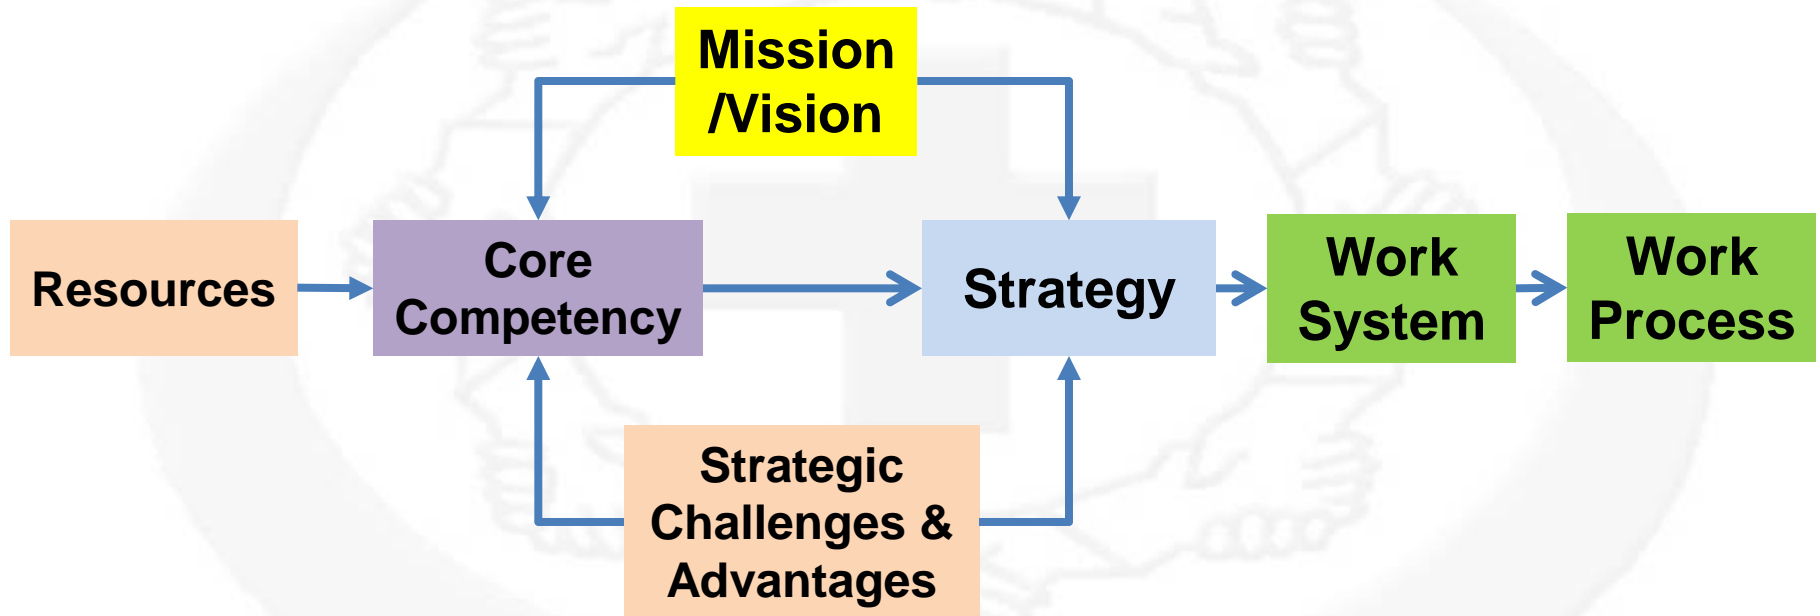 Mission
/Vision
Resources
Core
Competency
Strategy
Work
System
Work
Process
Strategic
Challenges &
Advantages